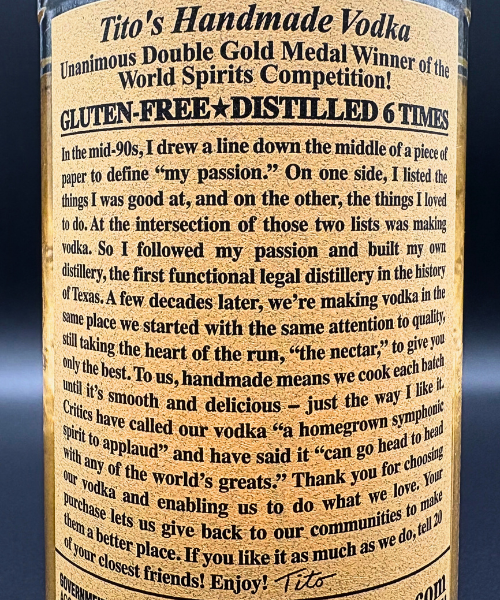 Tito's Handmade Vodka
Unanimous Double Gold Medal Winner of the
World Spirits Competition!
GLUTEN-FREE★DISTILLED 6 TIMES
In the mid-90s, I drew a line down the middle of a piece of
paper to define “my passion.” On one side, I listed the
things I was good at, and on the other, the things I loved
to do. At the intersection of those two lists was making
vodka. So I followed my passion and built my own
distillery, the first functional legal distillery in the history
of Texas. A few decades later, we're making vodka in the
same place we started with the same attention to quality,
still taking the heart of the run, “the nectar,” to give you
only the best. To us, handmade means we cook each batch
until it's smooth and delicious – just the way I like it.
Critics have called our vodka “a homegrown symphonic
spirit to applaud” and have said it “can go head to head
with any of the world's greats.” Thank you for choosing
our vodka and enabling us to do what we love. Your
purchase lets us give back to our communities to make
them a better place. If you like it as much as we do, tell 20
of your closest friends! Enjoy! Tito